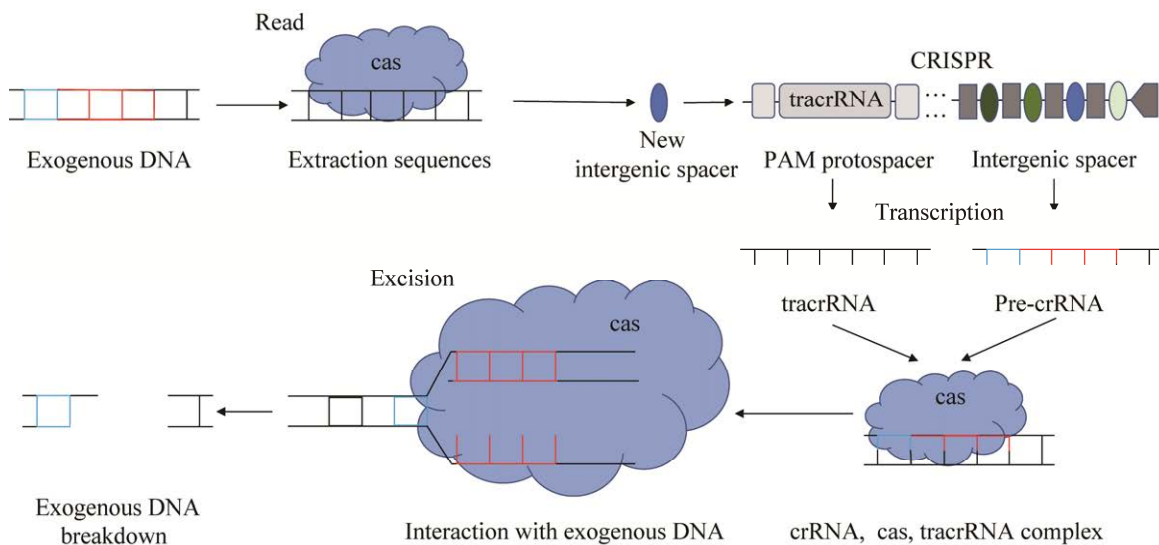 Read
cas
CRISPR
tracrRNA
...
Exogenous DNA
Extraction sequences
New
intergenic spacer
PAM protospacer
Intergenic spacer
Transcription
Excision
cas
tracrRNA
Pre-crRNA
cas
Exogenous DNA
breakdown
Interaction with exogenous DNA
crRNA, cas, tracrRNA complex